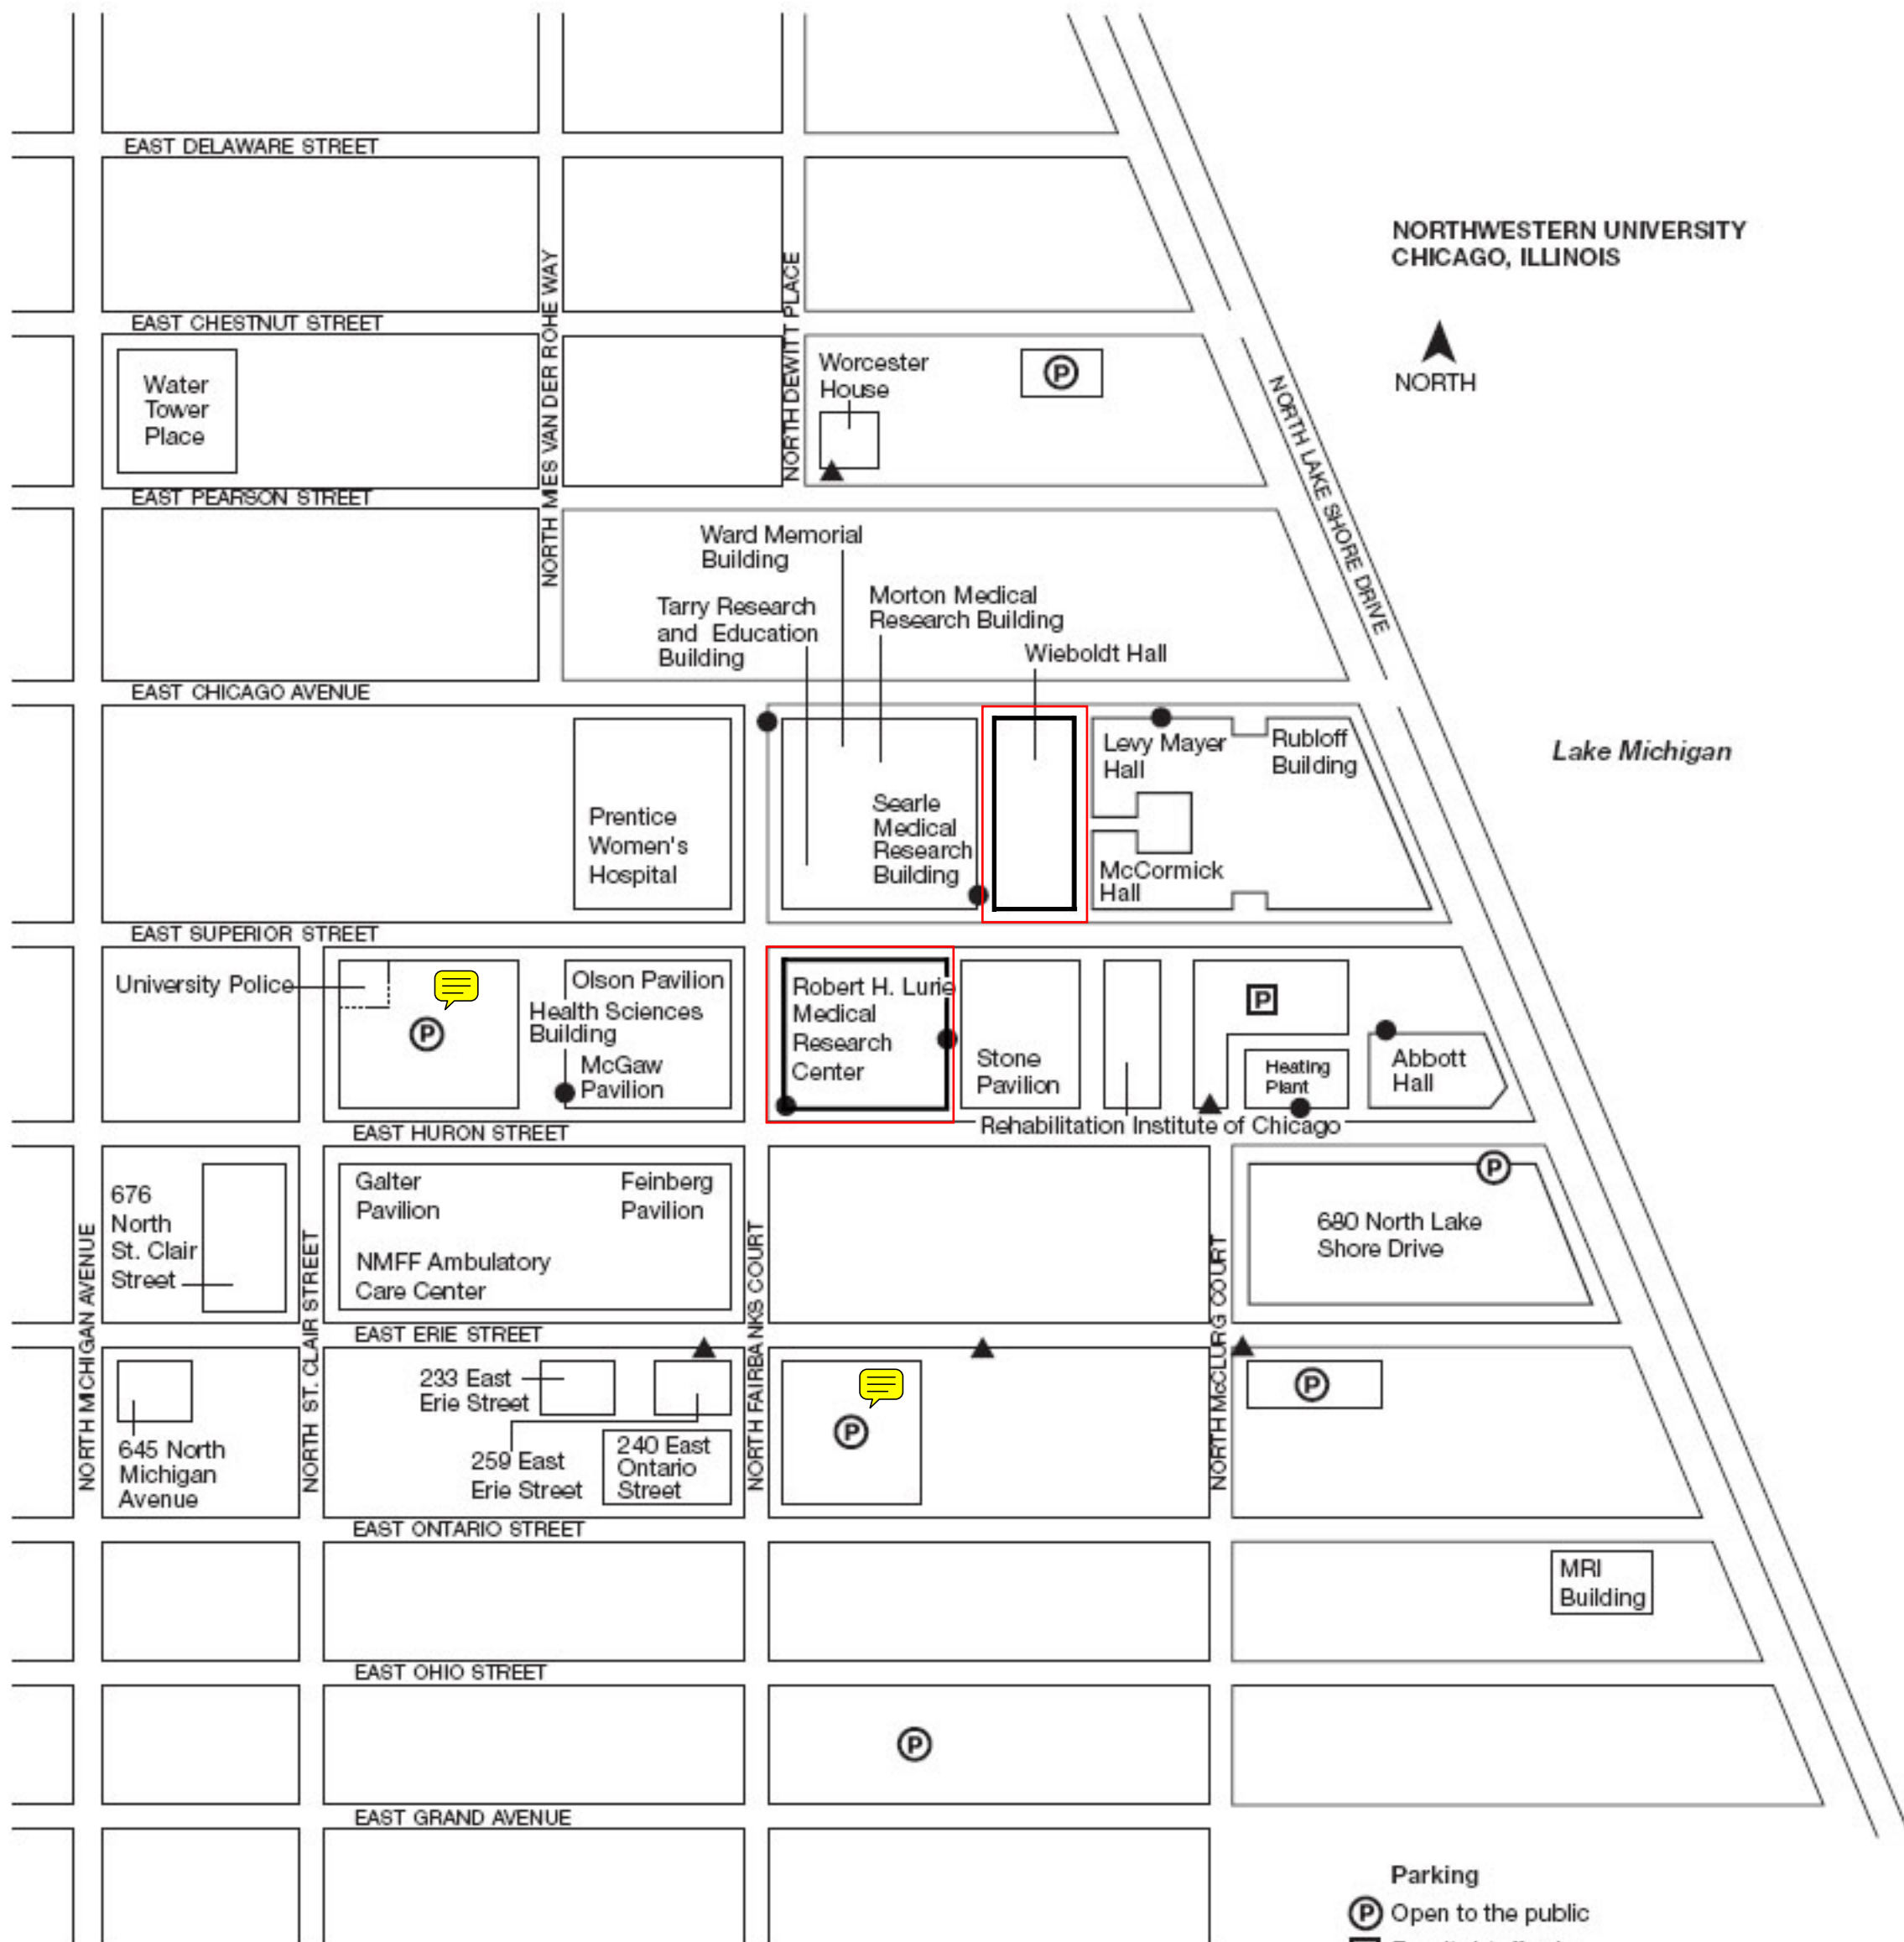 EAST DELAWARE STREET
NORTHWESTERN UNIVERSITY
CHICAGO, ILLINOIS
NORTH MIES VAN DER ROHE WAY
NORTH DEWITT PLACE
EAST CHESTNUT STREET
NORTH
Water
Tower
Place
Worcester
House
P
NORTH LAKE SHORE DRIVE
EAST PEARSON STREET
Ward Memorial
Building
Tarry Research
and Education
Building
Morton Medical
Research Building
Wieboldt Hall
EAST CHICAGO AVENUE
Prentice
Women's
Hospital
Searle
Medical
Research
Building
Levy Mayer
Hall
Rubloff
Building
McCormick
Hall
Lake Michigan
EAST SUPERIOR STREET
University Police
P
Olson Pavilion
Health Sciences
Building
McGaw
Pavilion
Robert H. Lurie
Medical
Research
Center
Stone
Pavilion
P
Heating
Plant
Abbott
Hall
Rehabilitation Institute of Chicago
EAST HURON STREET
676
North
St. Clair
Street
Galter
Pavilion
Feinberg
Pavilion
NMFF Ambulatory
Care Center
P
680 North Lake
Shore Drive
NORTH MICHIGAN AVENUE
NORTH ST. CLAIR STREET
NORTH FAIRBANKS COURT
NORTH McCLURG COURT
EAST ERIE STREET
645 North
Michigan
Avenue
233 East
Erie Street
259 East
Erie Street
240 East
Ontario
Street
P
P
EAST ONTARIO STREET
MRI
Building
EAST OHIO STREET
P
EAST GRAND AVENUE
Parking
P Open to the public